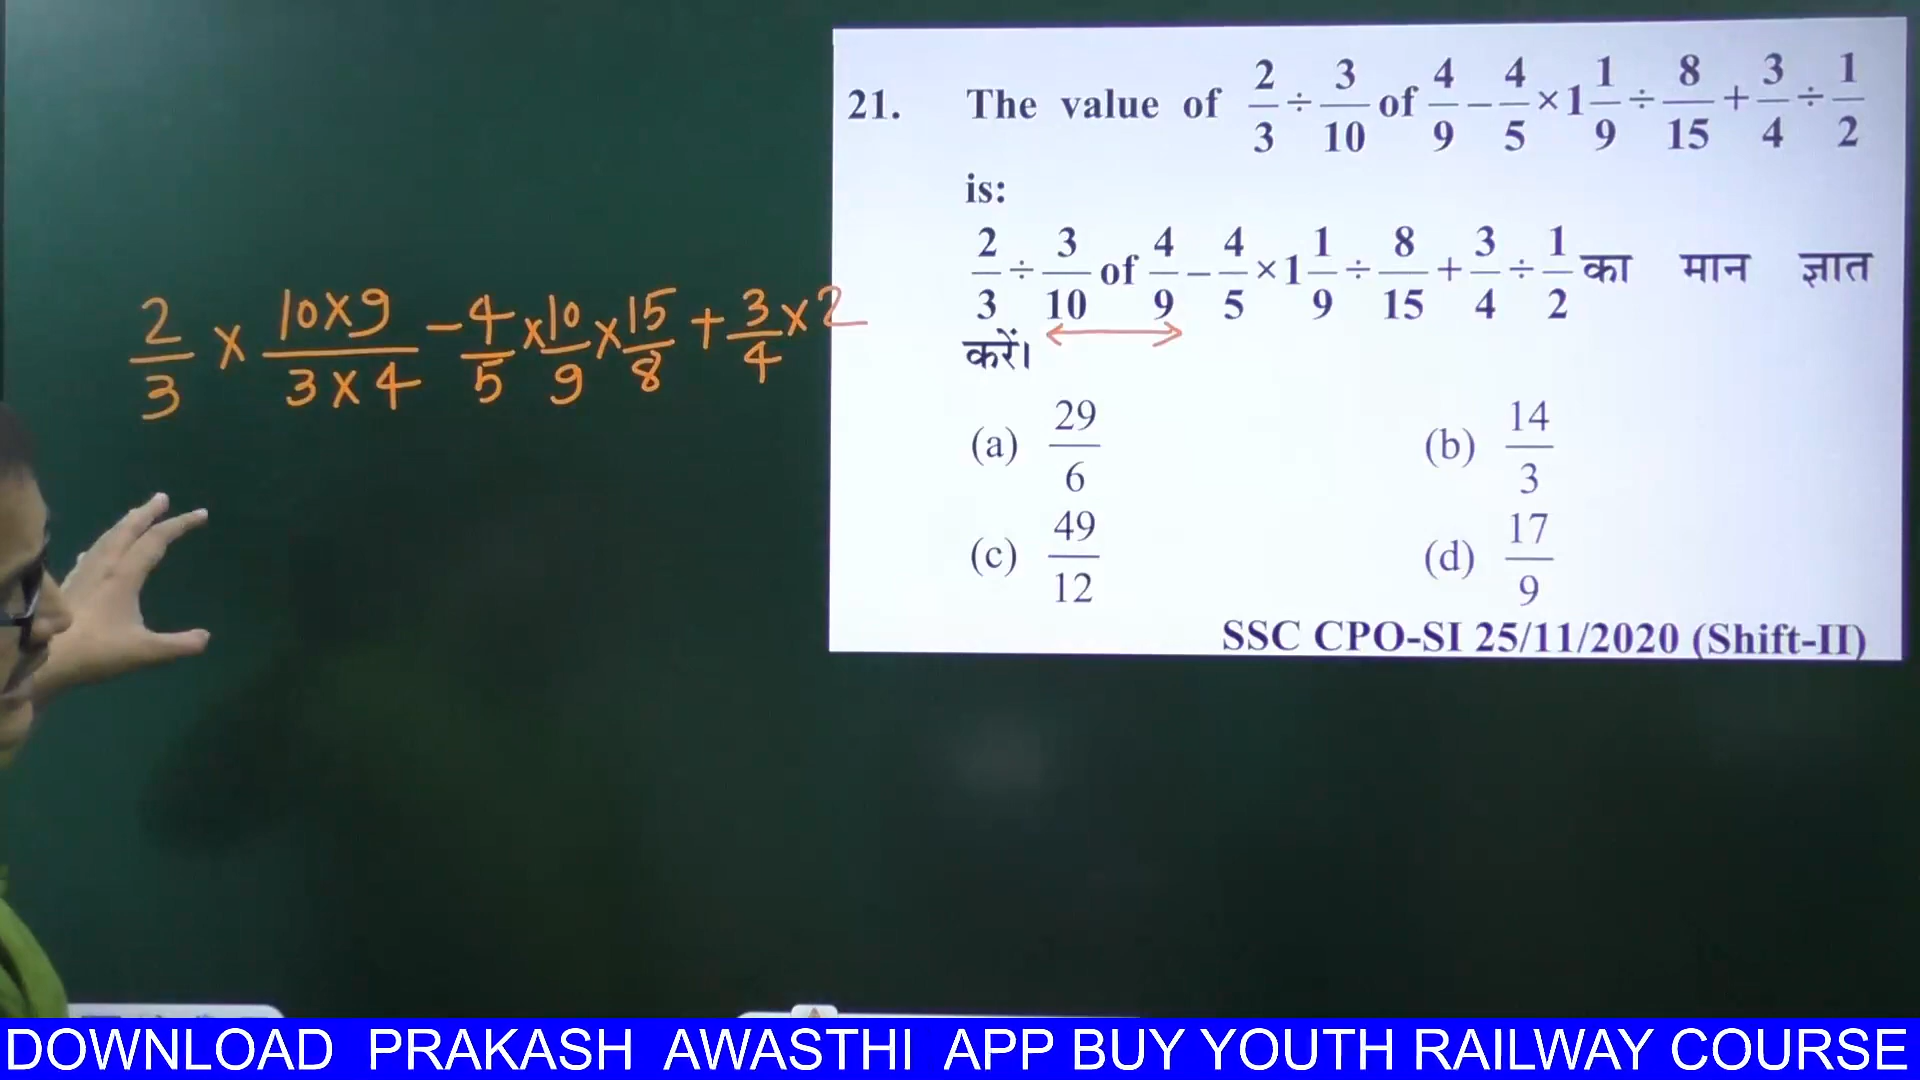 21. The value of 2/3 ÷ 3/10 of 4/9 − 4/5 × 1 1/9 ÷ 8/15 + 3/4 ÷ 1/2
is:
2/3 ÷ 3/10 of 4/9 − 4/5 × 1 1/9 ÷ 8/15 + 3/4 ÷ 1/2 का मान ज्ञात
करें।
(a) 29/6 (b) 14/3
(c) 49/12 (d) 17/9
SSC CPO-SI 25/11/2020 (Shift-II)
2/3 × 10×9/3×4 − 4/5 × 10/9 × 15/8 + 3/4 × 2
DOWNLOAD PRAKASH AWASTHI APP BUY YOUTH RAILWAY COURSE